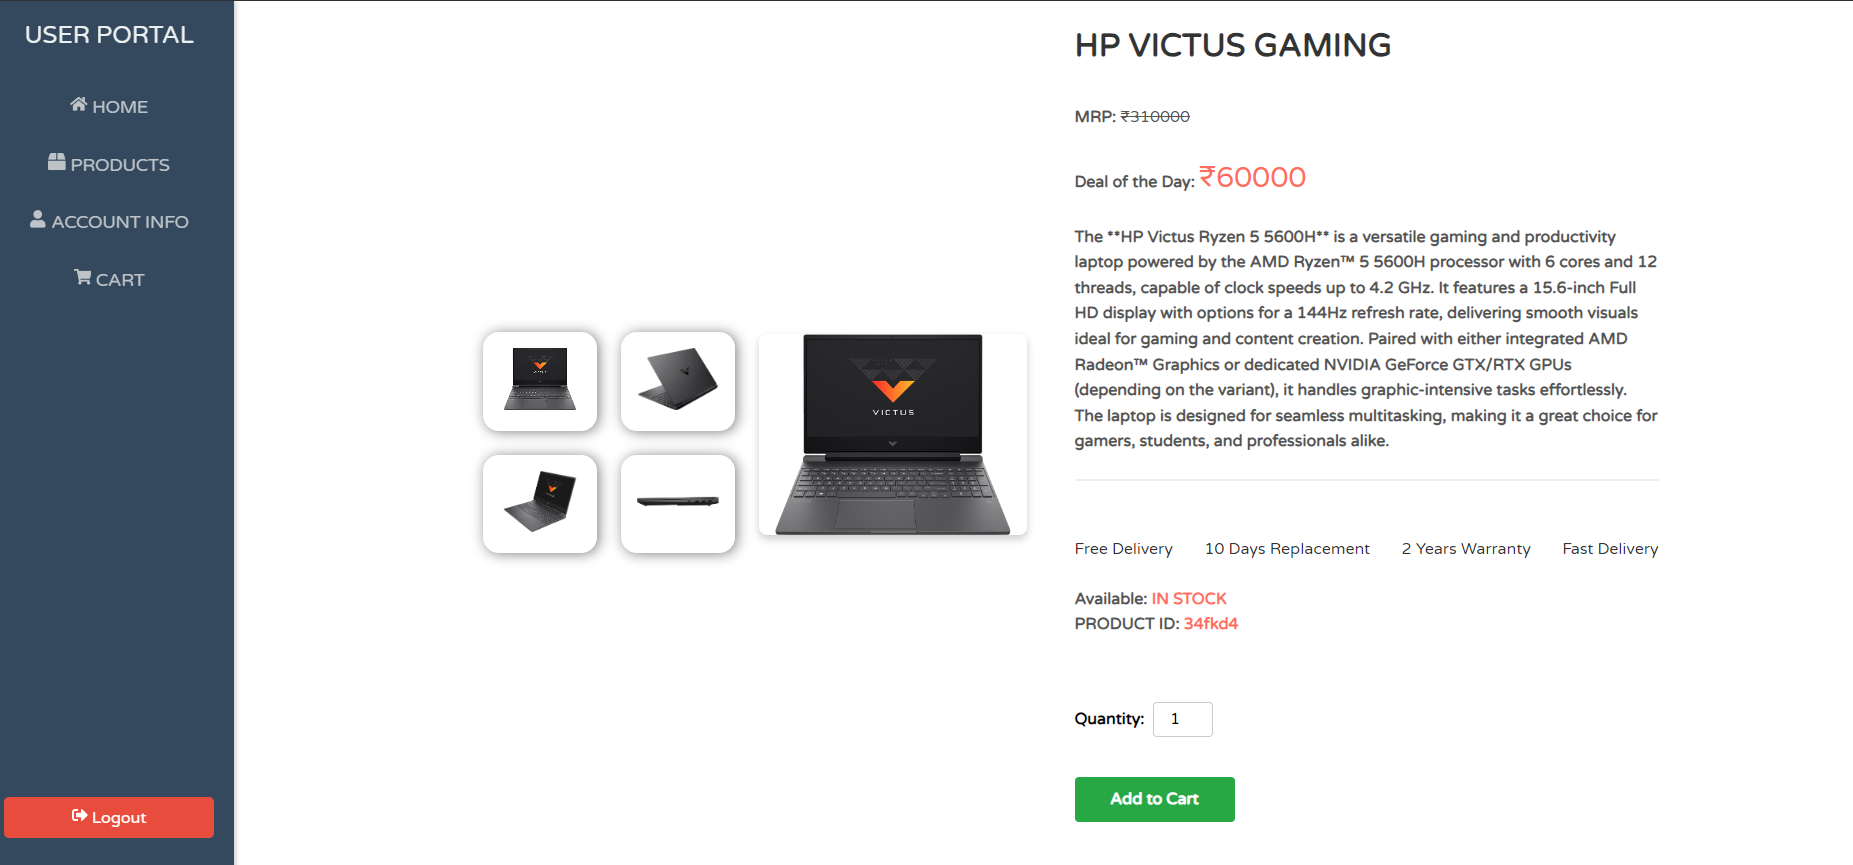 USER PORTAL
HOME
PRODUCTS
ACCOUNT INFO
CART
Logout
VICTUS
HP VICTUS GAMING
MRP: ₹310000
Deal of the Day: ₹60000
The **HP Victus Ryzen 5 5600H** is a versatile gaming and productivity
laptop powered by the AMD Ryzen™ 5 5600H processor with 6 cores and 12
threads, capable of clock speeds up to 4.2 GHz. It features a 15.6-inch Full
HD display with options for a 144Hz refresh rate, delivering smooth visuals
ideal for gaming and content creation. Paired with either integrated AMD
Radeon™ Graphics or dedicated NVIDIA GeForce GTX/RTX GPUs
(depending on the variant), it handles graphic-intensive tasks effortlessly.
The laptop is designed for seamless multitasking, making it a great choice for
gamers, students, and professionals alike.
Free Delivery 10 Days Replacement 2 Years Warranty Fast Delivery
Available: IN STOCK
PRODUCT ID: 34fkd4
Quantity: 1
Add to Cart